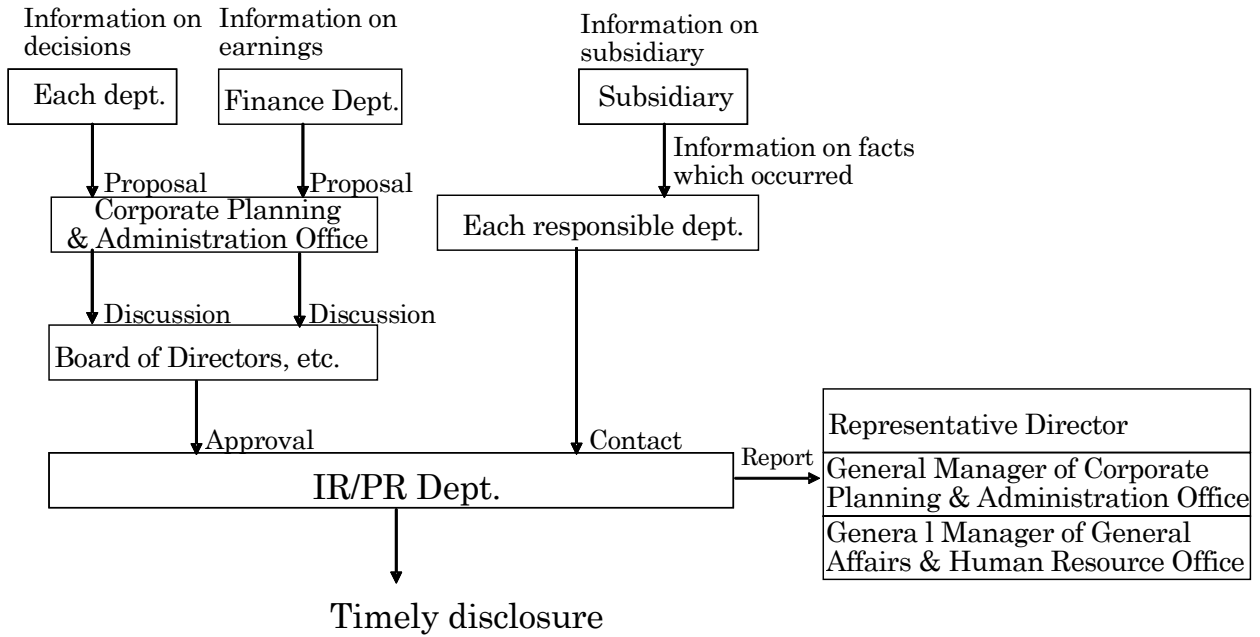 Information on
decisions
Information on
earnings
Information on
subsidiary
Each dept.
Finance Dept.
Subsidiary
Information on facts
which occurred
Proposal
Proposal
Corporate Planning
& Administration Office
Each responsible dept.
Discussion
Discussion
Board of Directors, etc.
Approval
Contact
Report
Representative Director
General Manager of Corporate
Planning & Administration Office
Genera l Manager of General
Affairs & Human Resource Office
IR/PR Dept.
Timely disclosure